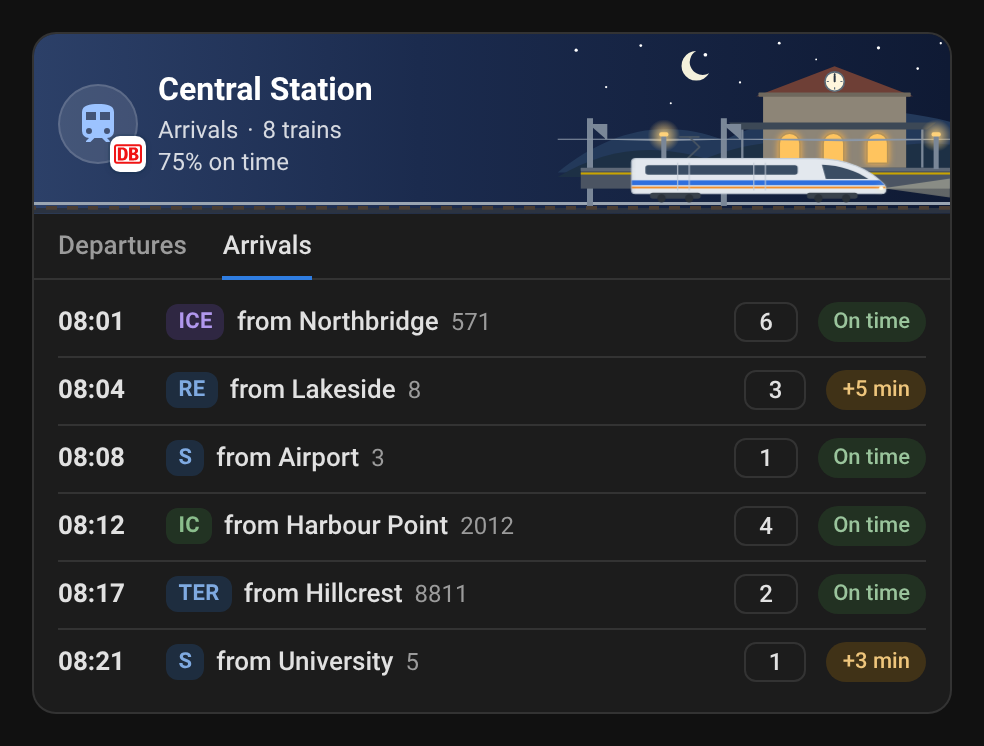 Central Station
Arrivals · 8 trains
75% on time
DB
Departures Arrivals
08:01 ICE from Northbridge 571 6 On time
08:04 RE from Lakeside 8 3 +5 min
08:08 S from Airport 3 1 On time
08:12 IC from Harbour Point 2012 4 On time
08:17 TER from Hillcrest 8811 2 On time
08:21 S from University 5 1 +3 min